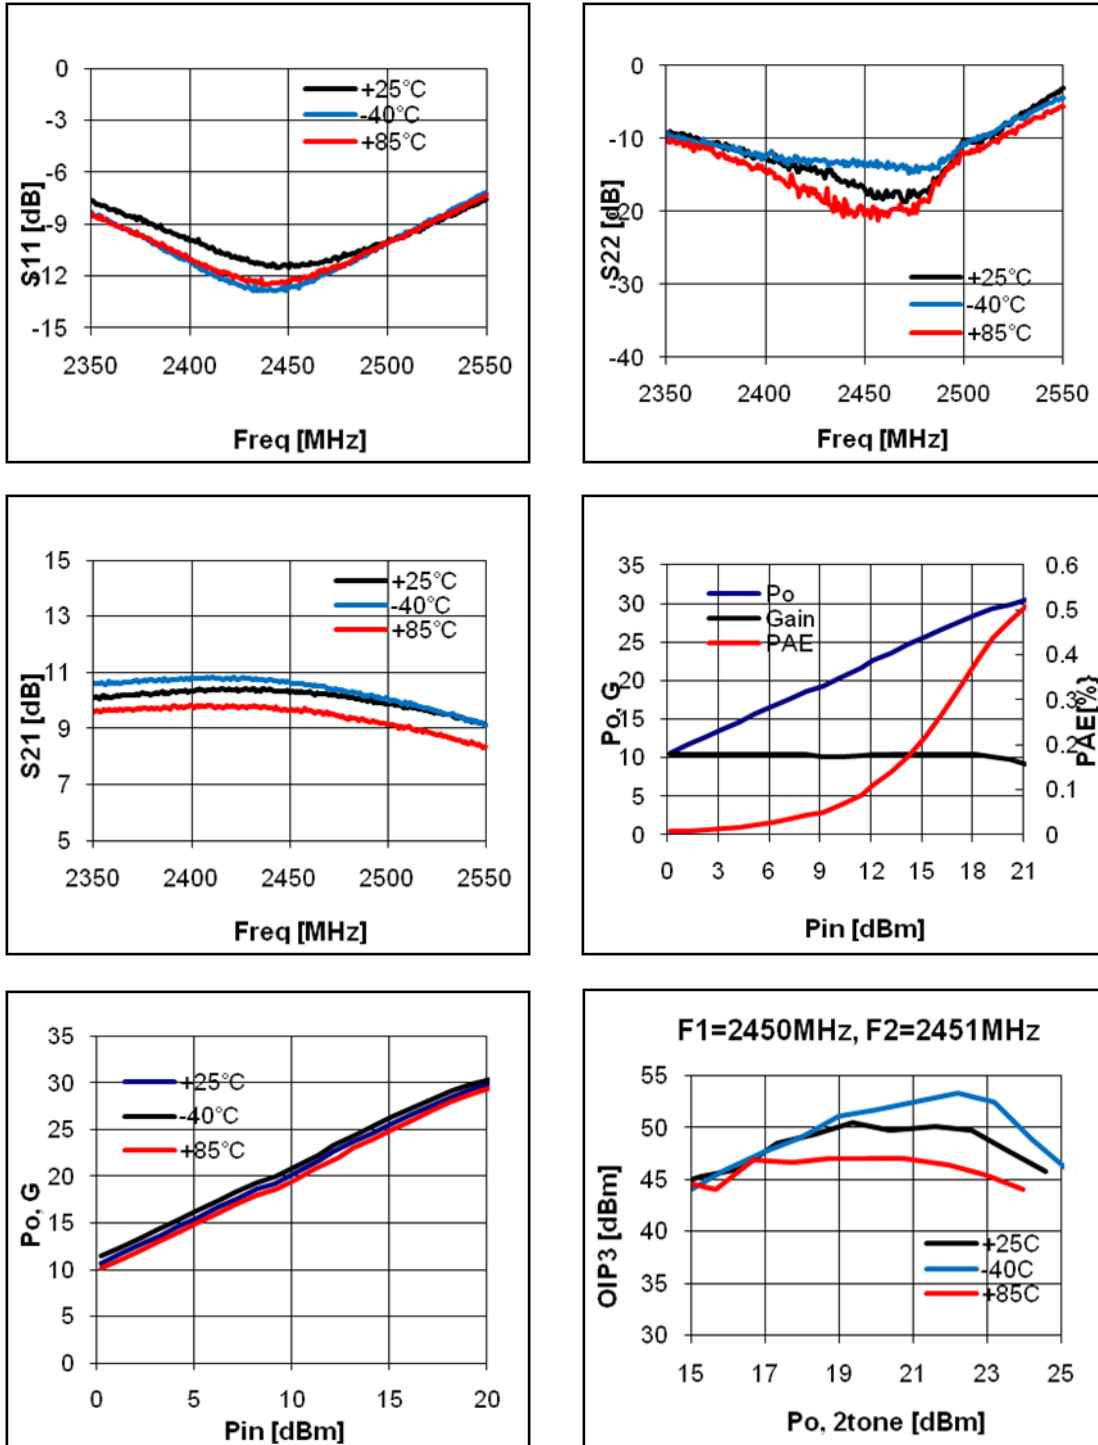 0
-3
-6
-9
-12
-15
S11 [dB]
+25°C
-40°C
+85°C
2350 2400 2450 2500 2550
Freq [MHz]
0
-10
-20
-30
-40
S22 [dB]
+25°C
-40°C
+85°C
2350 2400 2450 2500 2550
Freq [MHz]
15
13
11
9
7
5
S21 [dB]
+25°C
-40°C
+85°C
2350 2400 2450 2500 2550
Freq [MHz]
35
30
25
20
15
10
5
0
Po, G
Po
Gain
PAE
0.6
0.5
0.4
0.3
0.2
0.1
0
PAE[%]
0 3 6 9 12 15 18 21
Pin [dBm]
35
30
25
20
15
10
5
0
Po, G
+25°C
-40°C
+85°C
0 5 10 15 20
Pin [dBm]
F1=2450MHz, F2=2451MHz
55
50
45
40
35
30
OIP3 [dBm]
+25C
-40C
+85C
15 17 19 21 23 25
Po, 2tone [dBm]